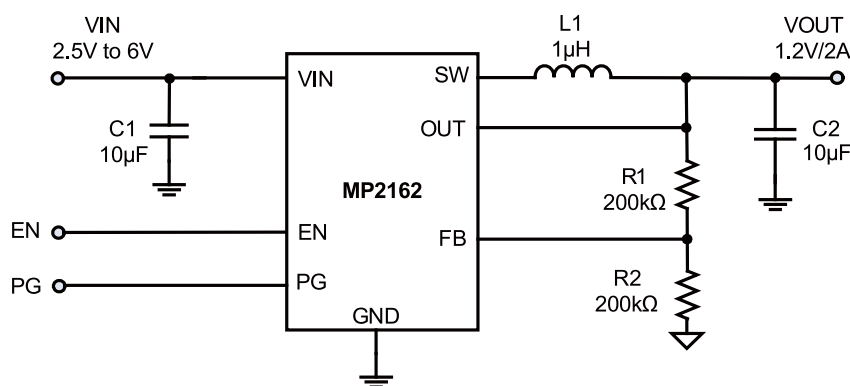 VIN
2.5V to 6V
L1
1µH
VOUT
1.2V/2A
VIN
SW
C1
10µF
OUT
C2
10µF
R1
200kΩ
MP2162
EN
EN
FB
PG
PG
R2
200kΩ
GND